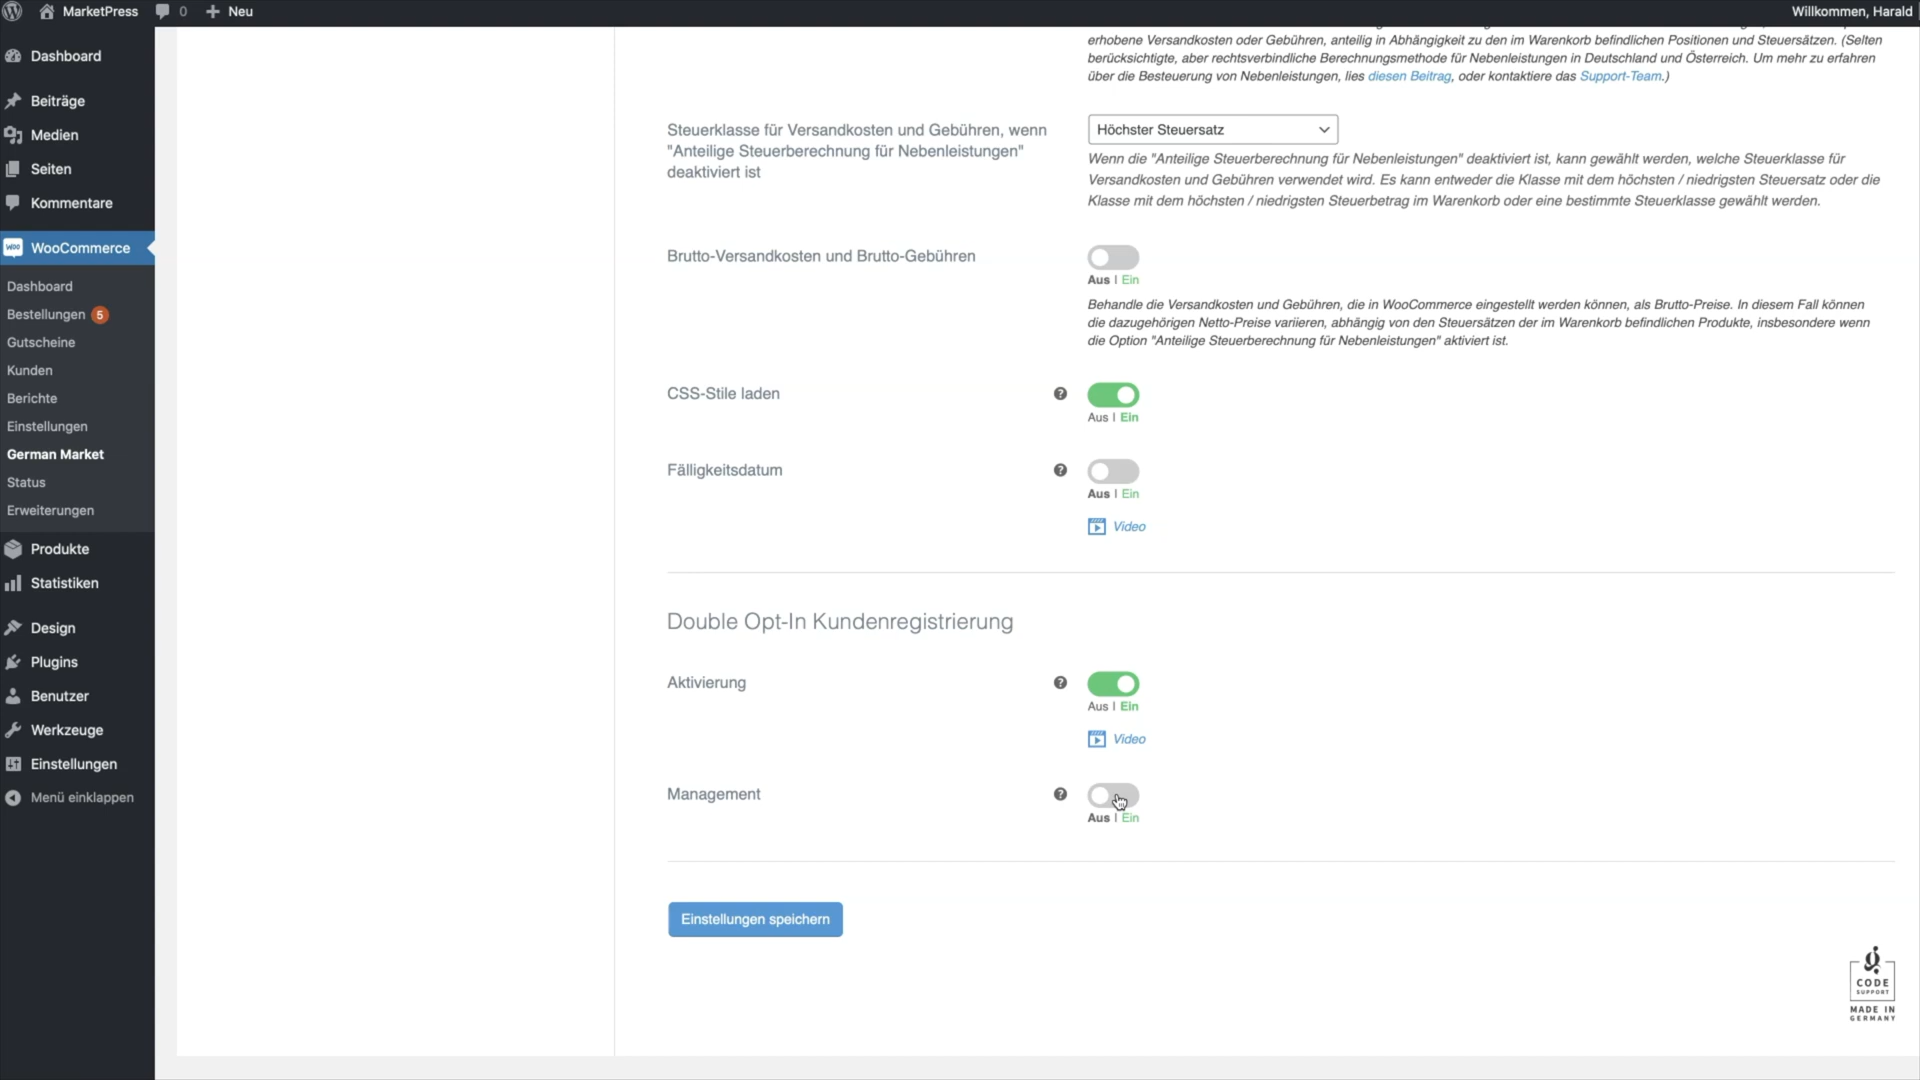 MarketPress
0
Neu
Willkommen, Harald
Dashboard
Beiträge
Medien
Seiten
Kommentare
WooCommerce
Dashboard
Bestellungen 5
Gutscheine
Kunden
Berichte
Einstellungen
German Market
Status
Erweiterungen
Produkte
Statistiken
Design
Plugins
Benutzer
Werkzeuge
Einstellungen
Menü einklappen
erhobene Versandkosten oder Gebühren, anteilig in Abhängigkeit zu den im Warenkorb befindlichen Positionen und Steuersätzen. (Selten
berücksichtigte, aber rechtsverbindliche Berechnungsmethode für Nebenleistungen in Deutschland und Österreich. Um mehr zu erfahren
über die Besteuerung von Nebenleistungen, lies diesen Beitrag, oder kontaktiere das Support-Team.)
Steuerklasse für Versandkosten und Gebühren, wenn
"Anteilige Steuerberechnung für Nebenleistungen"
deaktiviert ist
Höchster Steuersatz
Wenn die "Anteilige Steuerberechnung für Nebenleistungen" deaktiviert ist, kann gewählt werden, welche Steuerklasse für
Versandkosten und Gebühren verwendet wird. Es kann entweder die Klasse mit dem höchsten / niedrigsten Steuersatz oder die
Klasse mit dem höchsten / niedrigsten Steuerbetrag im Warenkorb oder eine bestimmte Steuerklasse gewählt werden.
Brutto-Versandkosten und Brutto-Gebühren
Aus | Ein
Behandle die Versandkosten und Gebühren, die in WooCommerce eingestellt werden können, als Brutto-Preise. In diesem Fall können
die dazugehörigen Netto-Preise variieren, abhängig von den Steuersätzen der im Warenkorb befindlichen Produkte, insbesondere wenn
die Option "Anteilige Steuerberechnung für Nebenleistungen" aktiviert ist.
CSS-Stile laden
Aus | Ein
Fälligkeitsdatum
Aus | Ein
Video
Double Opt-In Kundenregistrierung
Aktivierung
Aus | Ein
Video
Management
Aus | Ein
Einstellungen speichern
CODE
SUPPORT
MADE IN
GERMANY